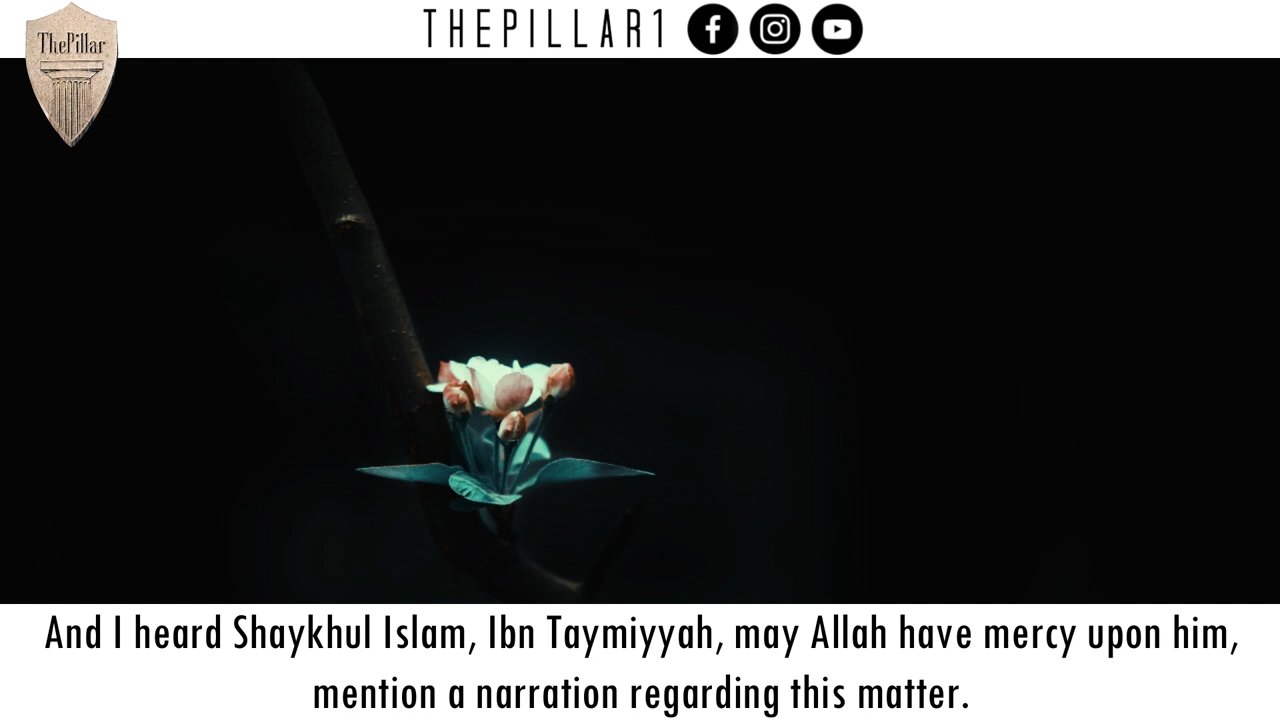 THEPILLAR1
ThePillar
And I heard Shaykhul Islam, Ibn Taymiyyah, may Allah have mercy upon him,
mention a narration regarding this matter.